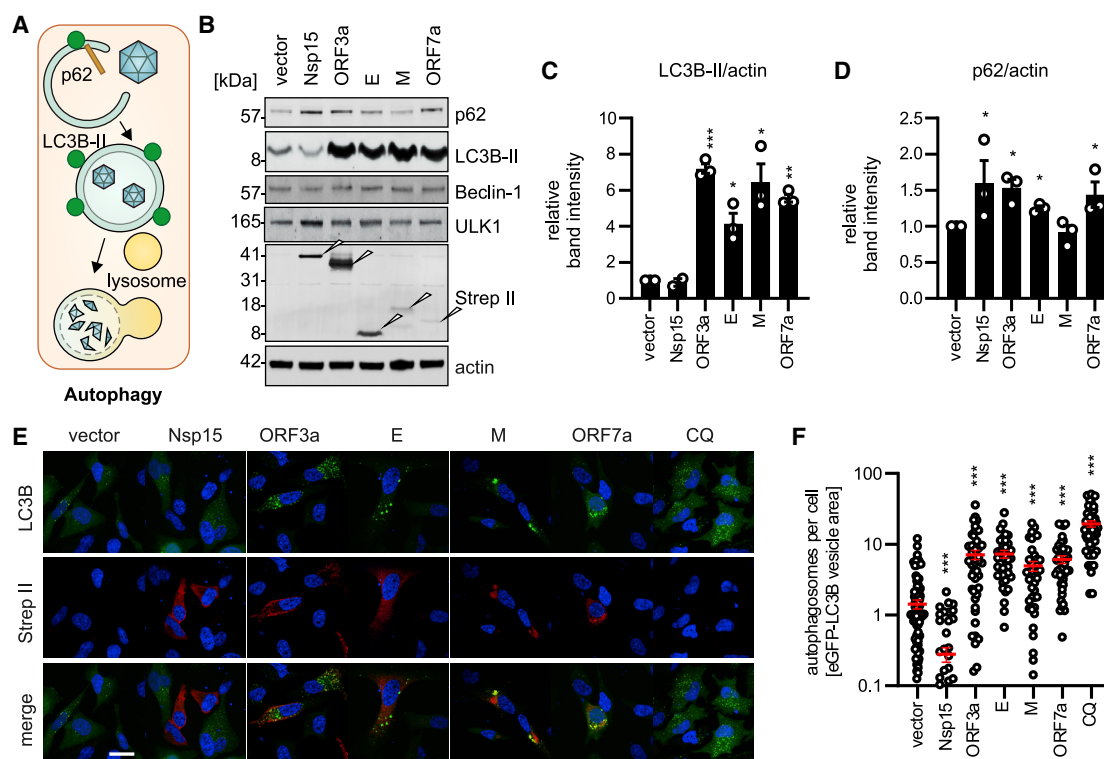 A
p62
LC3B-II
lysosome
Autophagy
B
vector
Nsp15
ORF3a
E
M
ORF7a
[kDa]
57
p62
8
LC3B-II
57
Beclin-1
165
ULK1
41
31
18
8
Strep II
42
actin
C
LC3B-II/actin
relative
band intensity
10
8
6
4
2
0
***
*
*
**
vector
Nsp15
ORF3a
E
M
ORF7a
D
p62/actin
relative
band intensity
2.5
2.0
1.5
1.0
0.5
0.0
*
*
*
*
vector
Nsp15
ORF3a
E
M
ORF7a
E
vector Nsp15 ORF3a E M ORF7a CQ
LC3B
Strep II
merge
F
autophagosomes per cell
[eGFP-LC3B vesicle area]
100
10
1
0.1
***
***
***
***
***
***
vector
Nsp15
ORF3a
E
M
ORF7a
CQ